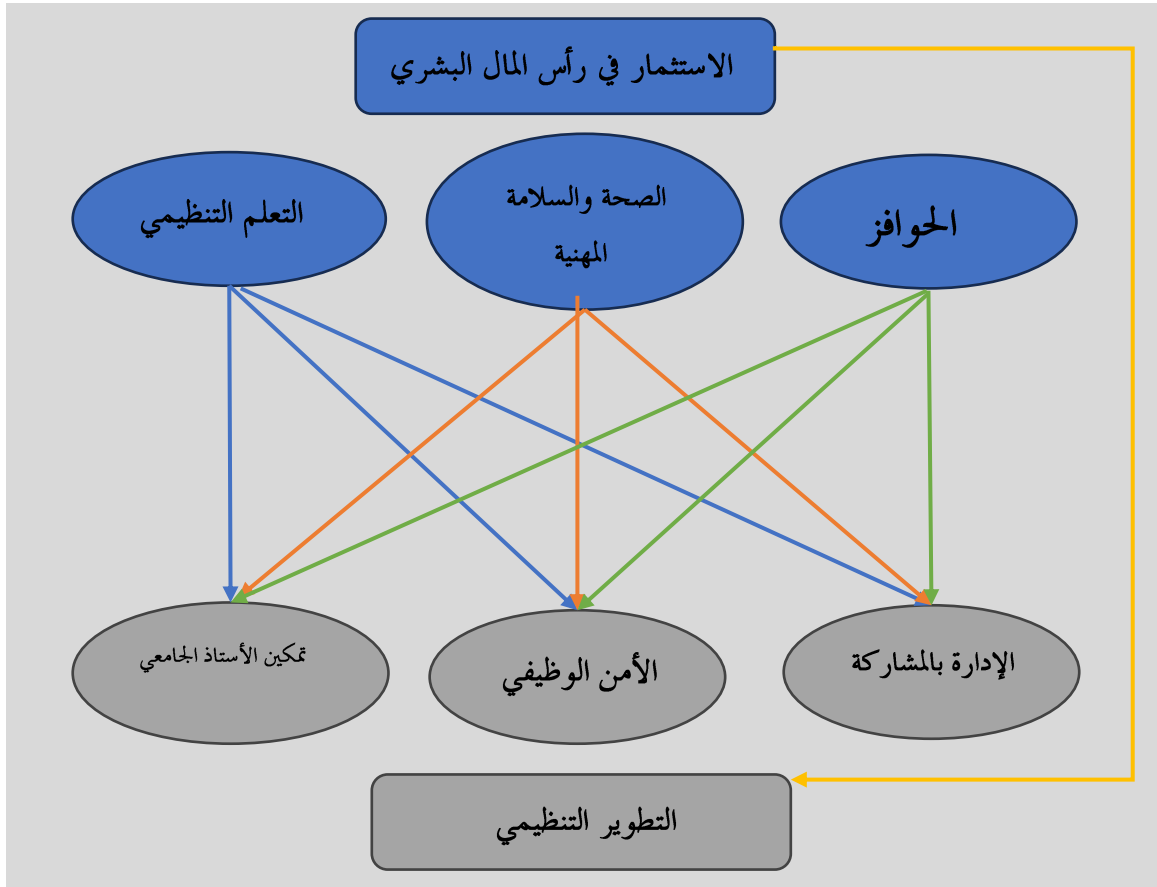 الاستثمار في رأس المال البشري
الحوافز
الصحة والسلامة
المهنية
التعلم التنظيمي
الإدارة بالمشاركة
الأمن الوظيفي
تمكين الأستاذ الجامعي
التطوير التنظيمي